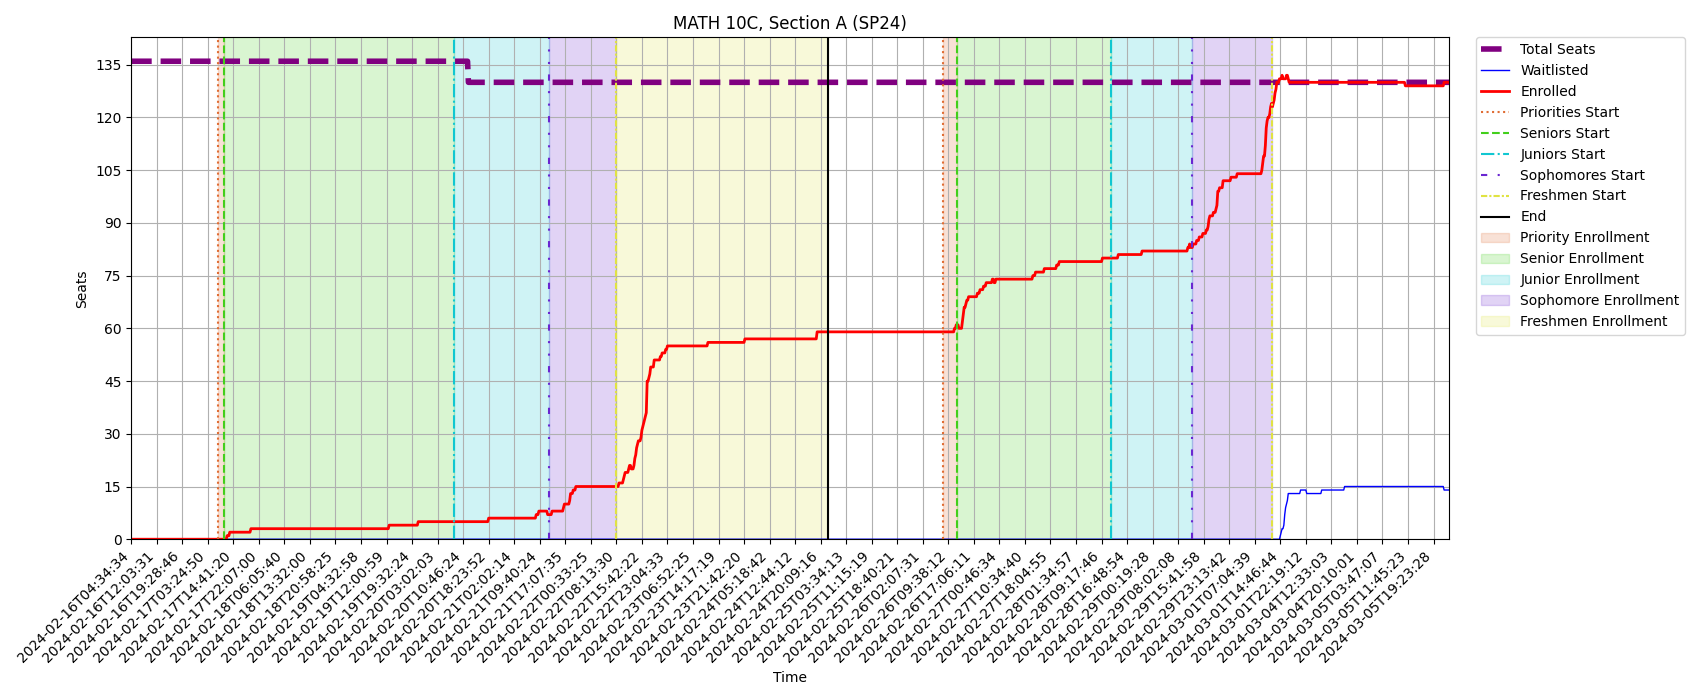 MATH 10C, Section A (SP24)
Seats
135
120
105
90
75
60
45
30
15
0
2024-02-16T04:34:34
2024-02-16T12:03:31
2024-02-16T19:28:46
2024-02-17T03:24:50
2024-02-17T14:41:20
2024-02-17T22:07:00
2024-02-18T06:05:40
2024-02-18T13:32:00
2024-02-18T20:58:25
2024-02-19T04:32:58
2024-02-19T12:00:59
2024-02-19T19:32:24
2024-02-20T03:02:03
2024-02-20T10:46:24
2024-02-20T18:23:52
2024-02-21T02:02:14
2024-02-21T09:40:24
2024-02-21T17:07:35
2024-02-22T00:33:25
2024-02-22T08:13:30
2024-02-22T15:42:22
2024-02-22T23:04:33
2024-02-23T06:52:25
2024-02-23T14:17:19
2024-02-23T21:42:20
2024-02-24T05:18:42
2024-02-24T12:44:12
2024-02-24T20:09:16
2024-02-25T03:34:13
2024-02-25T11:15:19
2024-02-25T18:40:21
2024-02-26T02:07:31
2024-02-26T09:38:12
2024-02-26T17:06:11
2024-02-27T00:46:34
2024-02-27T10:34:40
2024-02-27T18:04:55
2024-02-28T01:34:57
2024-02-28T09:17:46
2024-02-28T16:48:54
2024-02-29T00:19:28
2024-02-29T08:02:08
2024-02-29T15:41:58
2024-02-29T23:13:42
2024-03-01T07:04:39
2024-03-01T14:46:44
2024-03-01T22:19:12
2024-03-04T12:33:03
2024-03-04T20:10:01
2024-03-05T03:47:07
2024-03-05T11:45:23
2024-03-05T19:23:28
Time
Total Seats
Waitlisted
Enrolled
Priorities Start
Seniors Start
Juniors Start
Sophomores Start
Freshmen Start
End
Priority Enrollment
Senior Enrollment
Junior Enrollment
Sophomore Enrollment
Freshmen Enrollment